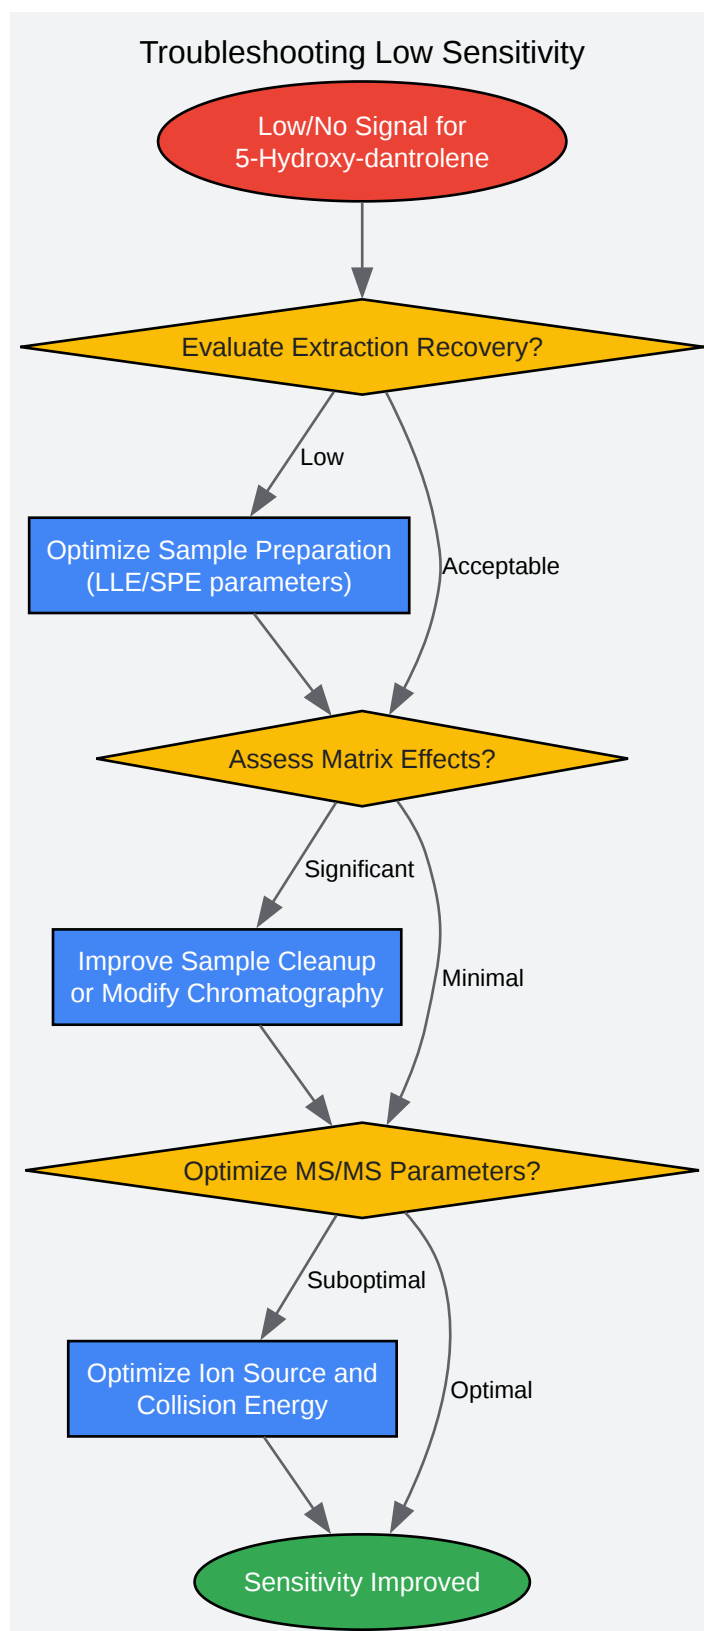 Troubleshooting Low Sensitivity
Low/No Signal for
5-Hydroxy-dantrolene
Evaluate Extraction Recovery?
Low
Optimize Sample Preparation
(LLE/SPE parameters)
Acceptable
Assess Matrix Effects?
Significant
Improve Sample Cleanup
or Modify Chromatography
Minimal
Optimize MS/MS Parameters?
Suboptimal
Optimize Ion Source and
Collision Energy
Optimal
Sensitivity Improved